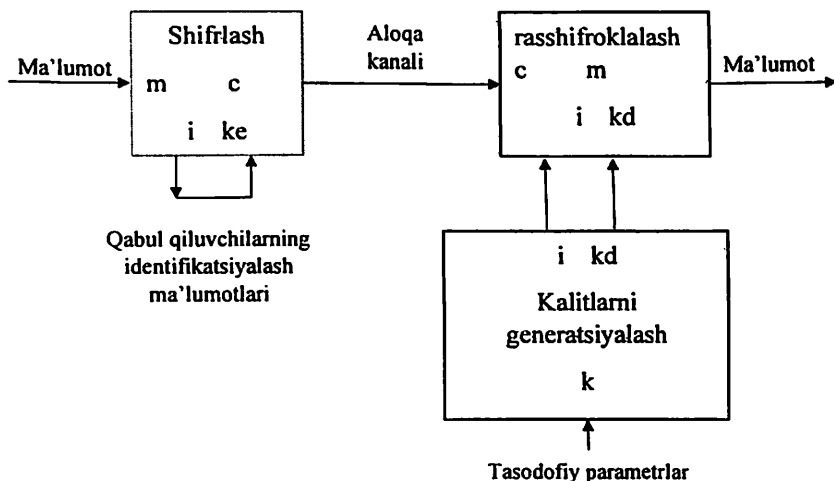 Shifrlash
Aloqa
kanali
rasshifroklalash
Ma'lumot
m c
i ke
c m
i kd
Ma'lumot
Qabul qiluvchilarning
identifikatsiyalash
ma'lumotlari
i kd
Kalitlarni
generatsiyalash
k
Tasodofiy parametrlar